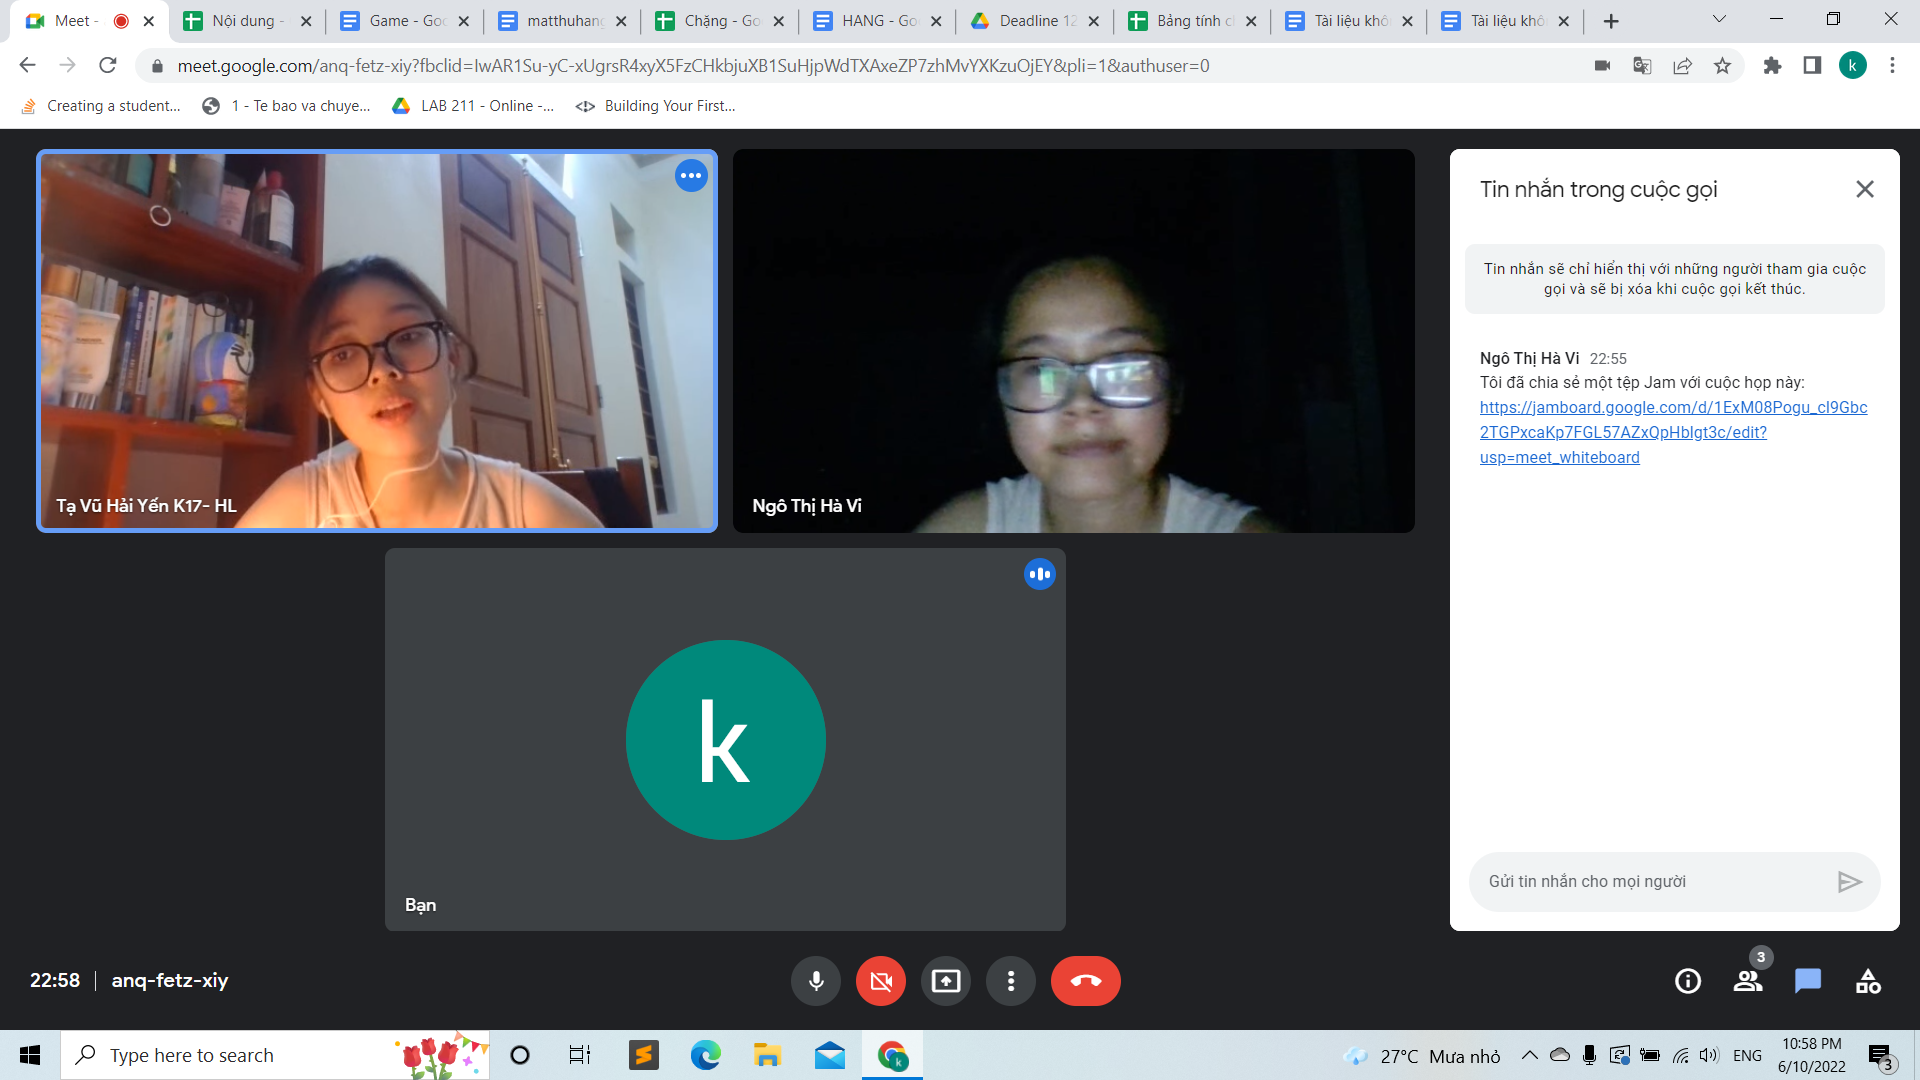 Meet -
Nội dung -
Game - Goo
matthuhang
Chặng - Go
HANG - Goo
Deadline 12
Bảng tính c
Tài liệu khôn
Tài liệu khôn
meet.google.com/anq-fetz-xiy?fbclid=IwAR1Su-yC-xUgrsR4xyX5FzCHkbjuXB1SuHjpWdTXAxeZP7zhMvYXKzuOjEY&pli=1&authuser=0
k
Creating a student...
1 - Te bao va chuye...
LAB 211 - Online -...
Building Your First...
Tạ Vũ Hải Yến K17- HL
Ngô Thị Hà Vi
k
Bạn
Tin nhắn trong cuộc gọi
Tin nhắn sẽ chỉ hiển thị với những người tham gia cuộc
gọi và sẽ bị xóa khi cuộc gọi kết thúc.
Ngô Thị Hà Vi 22:55
Tôi đã chia sẻ một tệp Jam với cuộc họp này:
https://jamboard.google.com/d/1ExM08Pogu_cI9Gbc
2TGPxcaKp7FGL57AZxQpHblgt3c/edit?
usp=meet_whiteboard
Gửi tin nhắn cho mọi người
22:58 | anq-fetz-xiy
3
Type here to search
27°C Mưa nhỏ
ENG
10:58 PM
6/10/2022
3